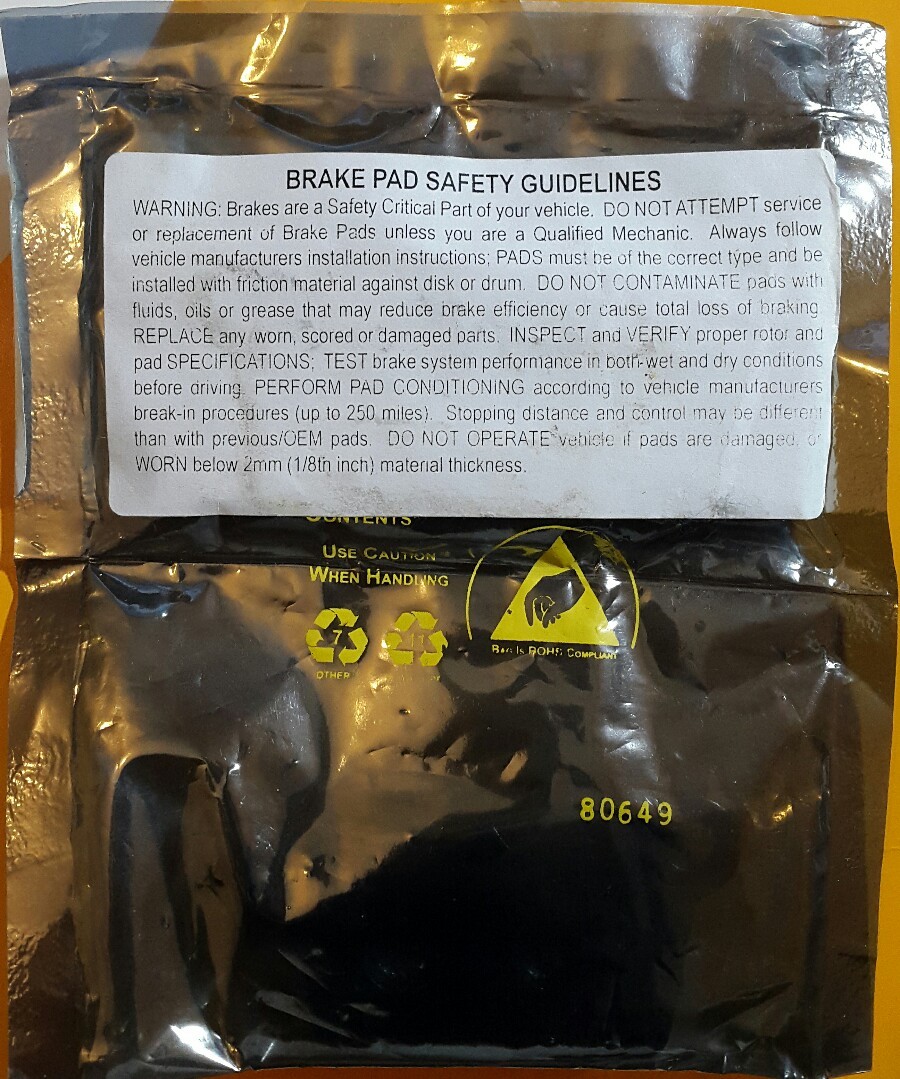 BRAKE PAD SAFETY GUIDELINES
WARNING: Brakes are a Safety Critical Part of your vehicle. DO NOT ATTEMPT service
or replacement of Brake Pads unless you are a Qualified Mechanic. Always follow
vehicle manufacturers installation instructions; PADS must be of the correct type and be
installed with friction material against disk or drum. DO NOT CONTAMINATE pads with
fluids, oils or grease that may reduce brake efficiency or cause total loss of braking.
REPLACE any worn, scored or damaged parts. INSPECT and VERIFY proper rotor and
pad SPECIFICATIONS; TEST brake system performance in both wet and dry conditions
before driving. PERFORM PAD CONDITIONING according to vehicle manufacturers
break-in procedures (up to 250 miles). Stopping distance and control may be different
than with previous/OEM pads. DO NOT OPERATE vehicle if pads are damaged, or
WORN below 2mm (1/8th inch) material thickness.
CONTENTS
USE CAUTION
WHEN HANDLING
7
OTHER
BAG IS ROHS COMPLIANT
80649